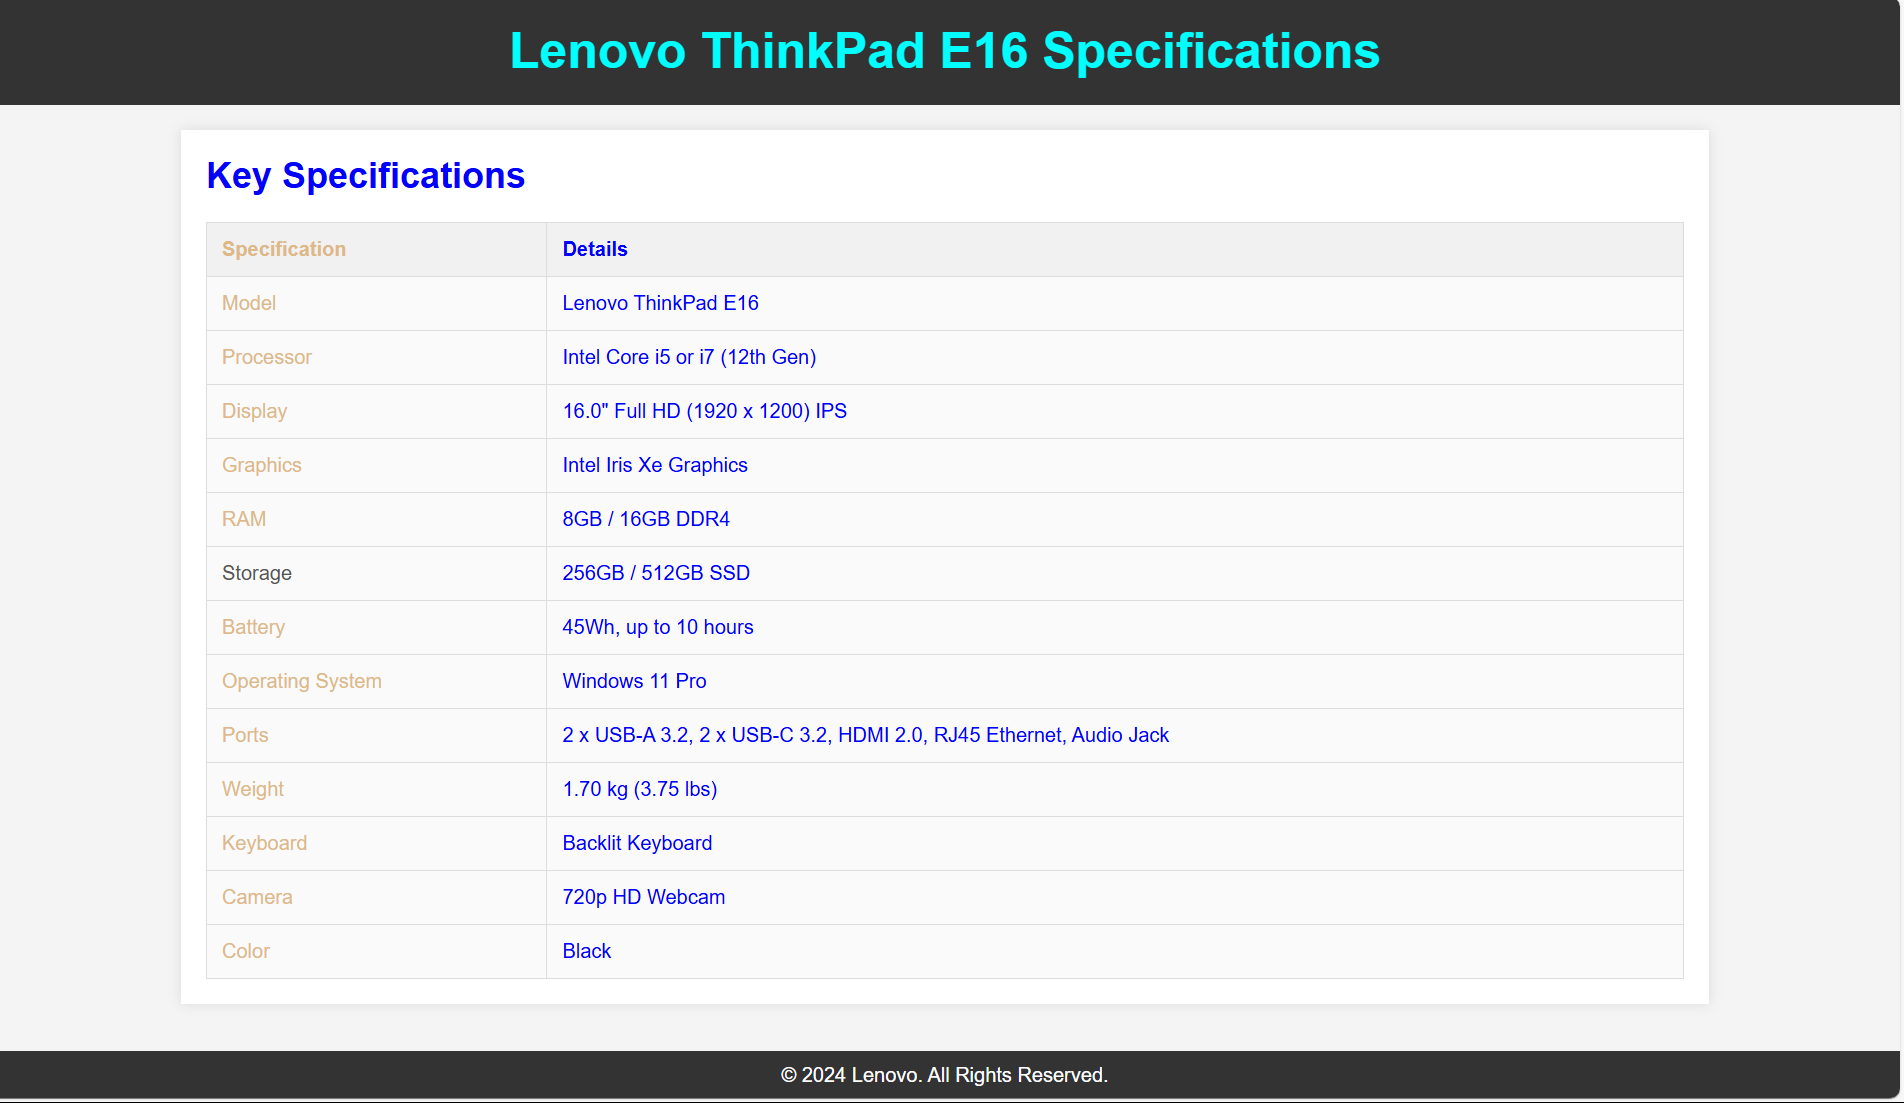 Lenovo ThinkPad E16 Specifications
Key Specifications
Specification Details
Model Lenovo ThinkPad E16
Processor Intel Core i5 or i7 (12th Gen)
Display 16.0" Full HD (1920 x 1200) IPS
Graphics Intel Iris Xe Graphics
RAM 8GB / 16GB DDR4
Storage 256GB / 512GB SSD
Battery 45Wh, up to 10 hours
Operating System Windows 11 Pro
Ports 2 x USB-A 3.2, 2 x USB-C 3.2, HDMI 2.0, RJ45 Ethernet, Audio Jack
Weight 1.70 kg (3.75 lbs)
Keyboard Backlit Keyboard
Camera 720p HD Webcam
Color Black
© 2024 Lenovo. All Rights Reserved.